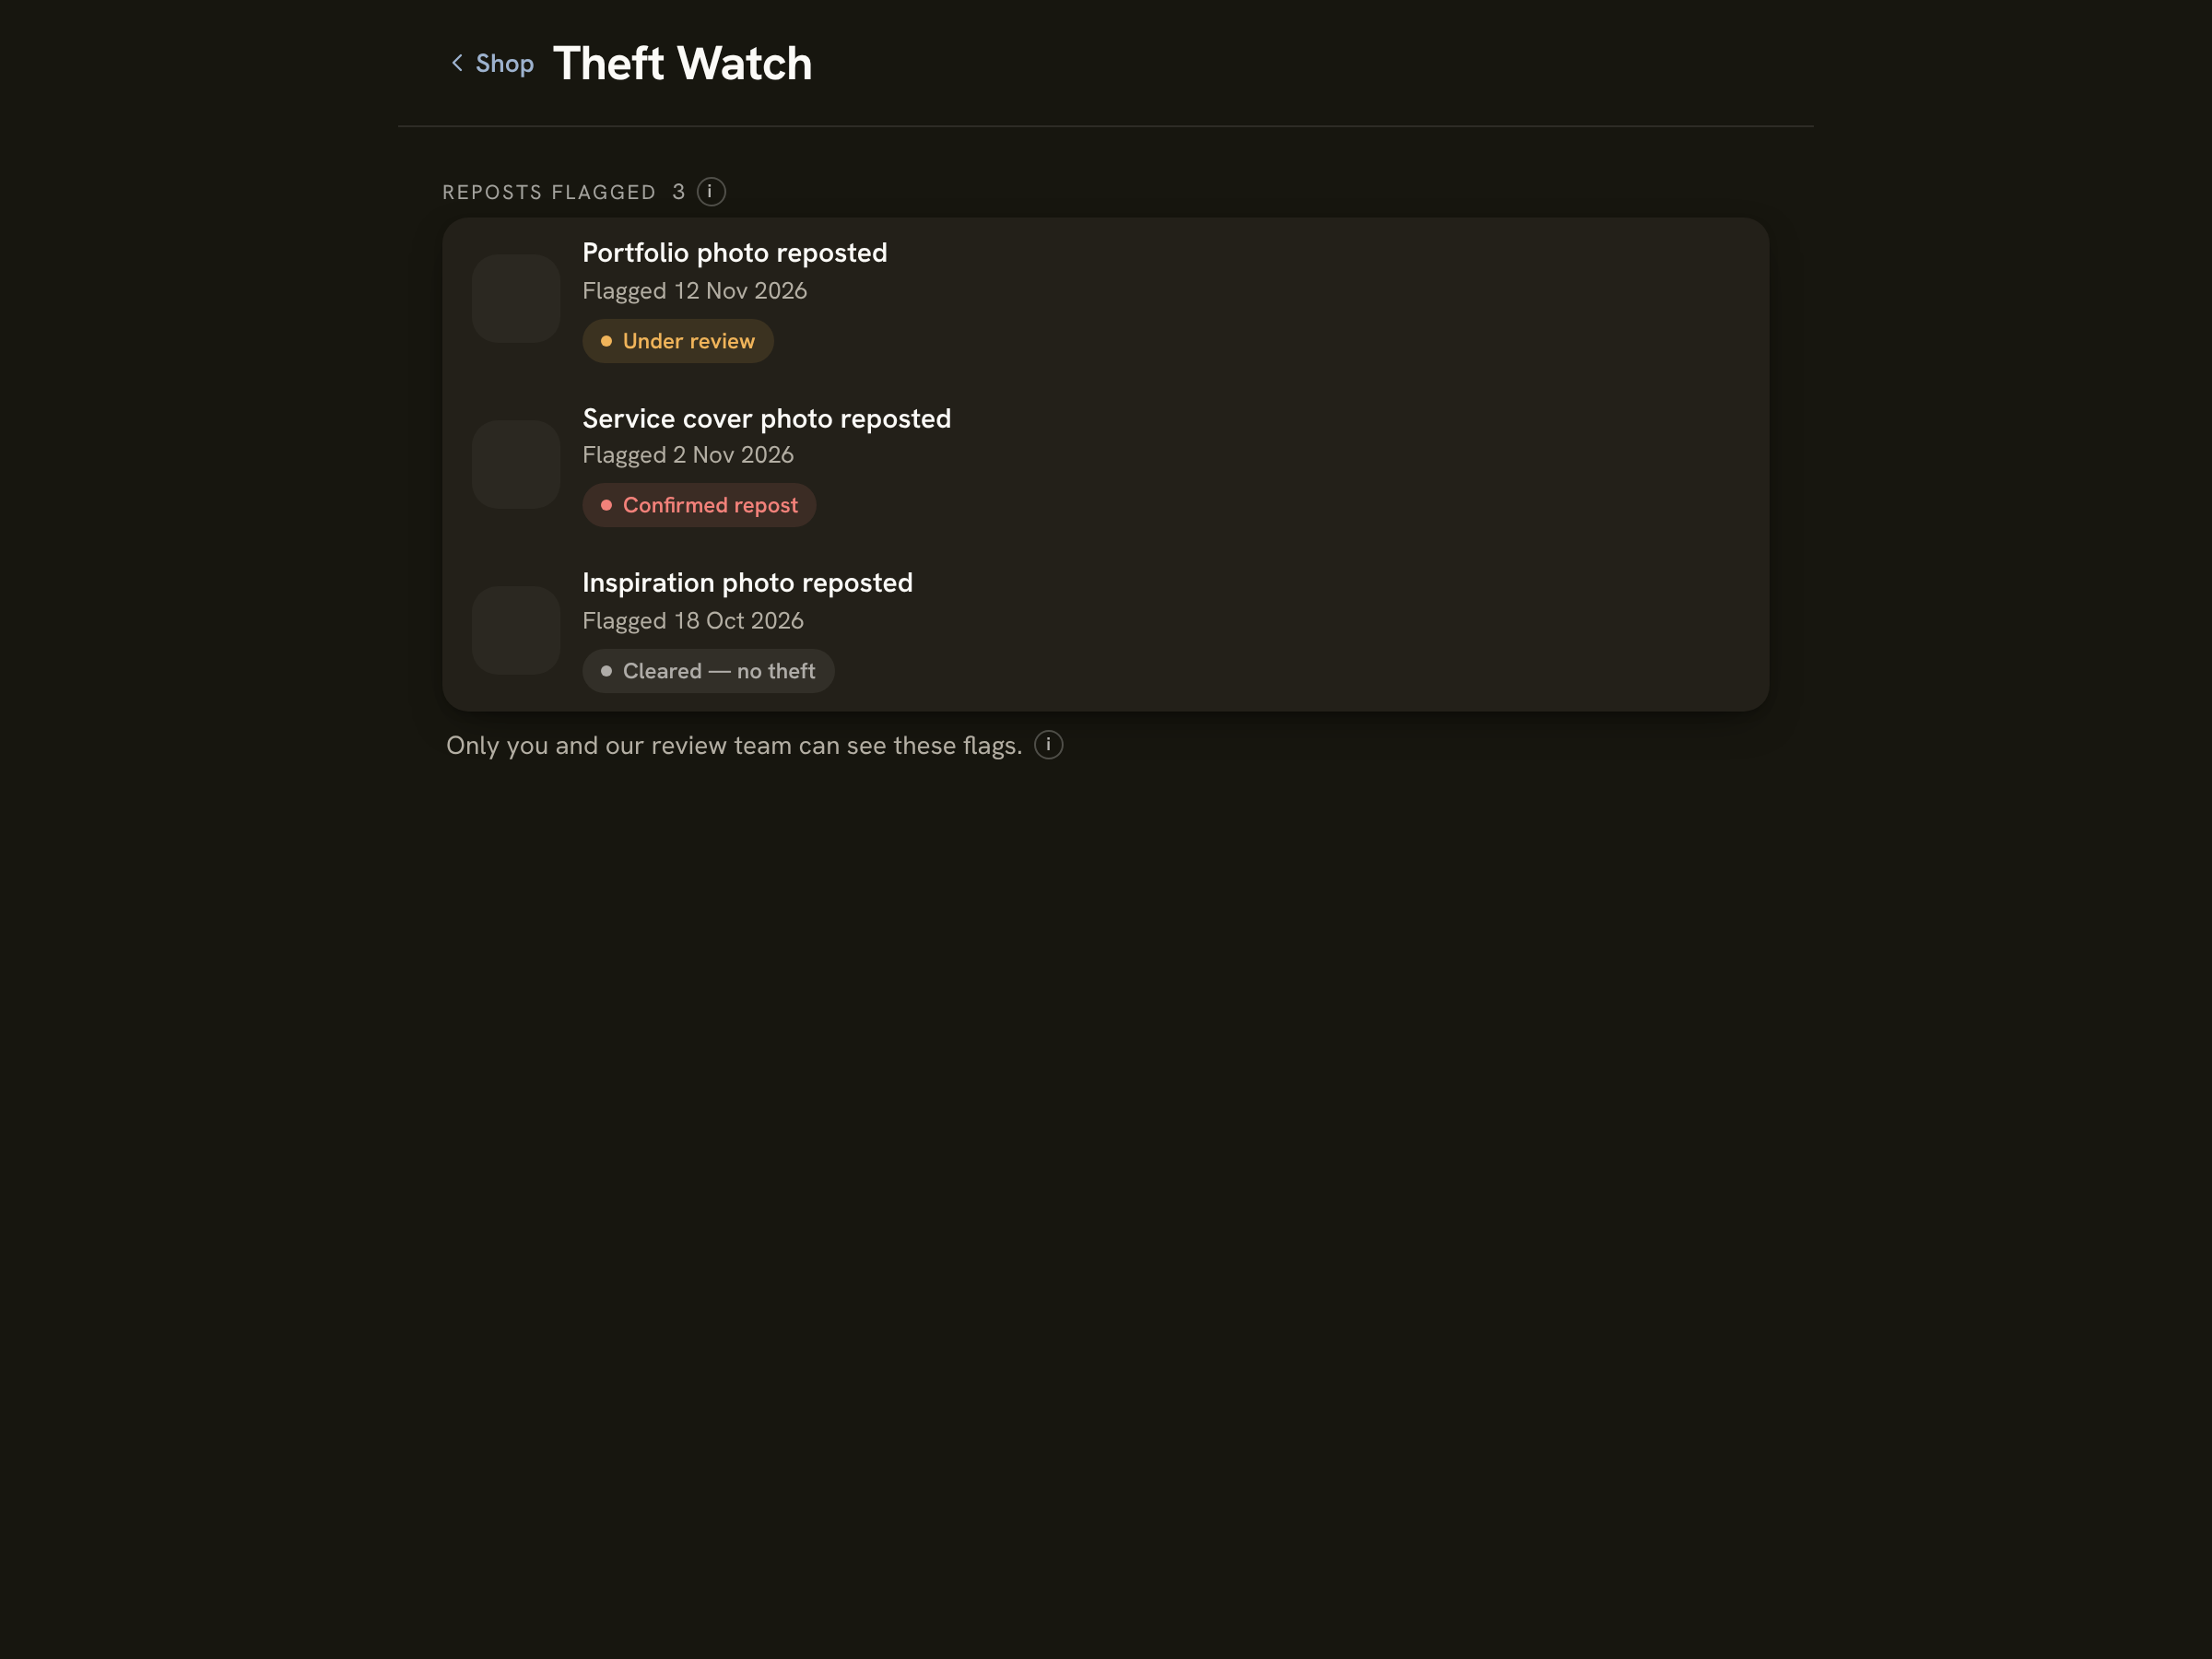 Shop Theft Watch
REPOSTS FLAGGED 3 i
Portfolio photo reposted
Flagged 12 Nov 2026
Under review
Service cover photo reposted
Flagged 2 Nov 2026
Confirmed repost
Inspiration photo reposted
Flagged 18 Oct 2026
Cleared — no theft
Only you and our review team can see these flags. i